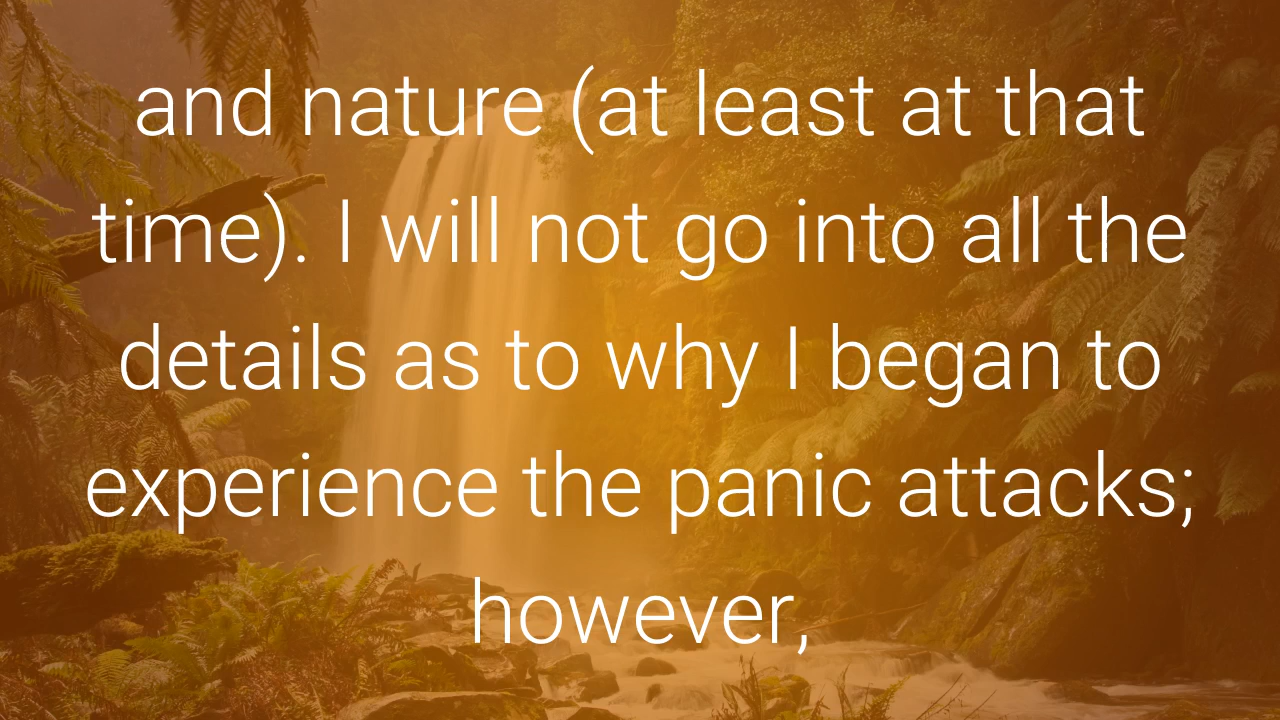 and nature (at least at that
time). I will not go into all the
details as to why I began to
experience the panic attacks;
however,